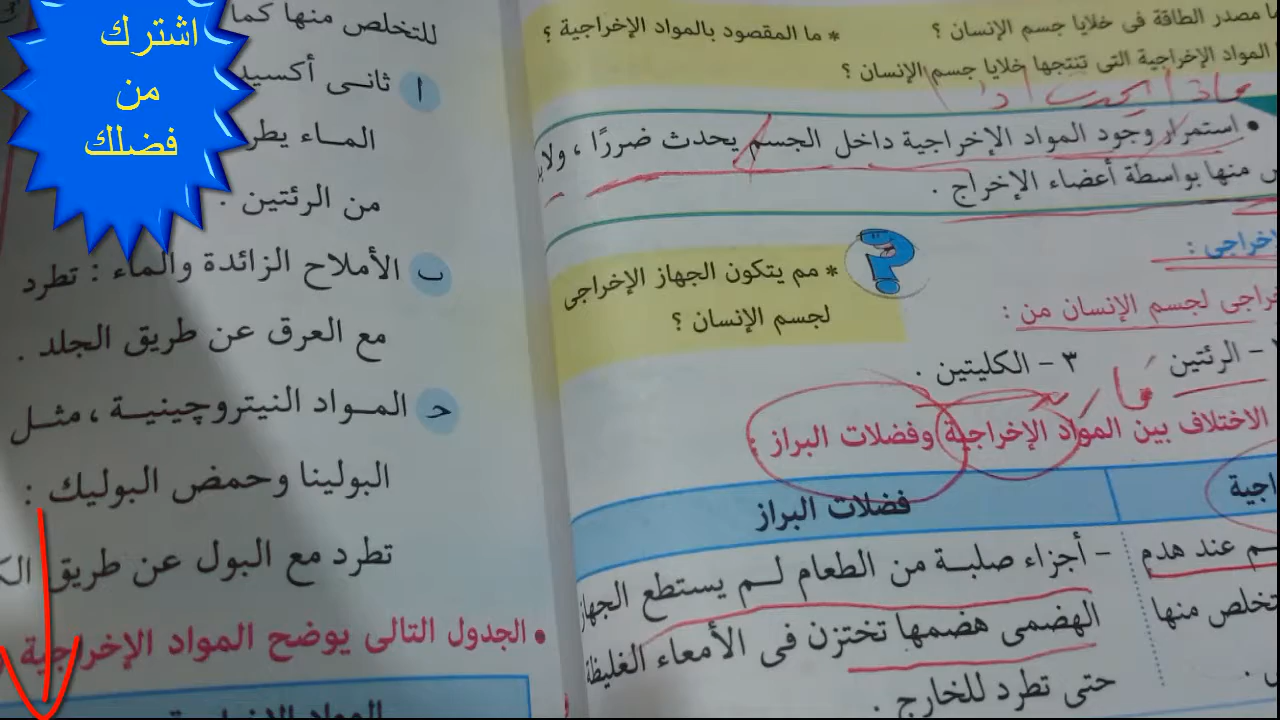 ما مصدر الطاقة فى خلايا جسم الإنسان ؟
* ما المقصود بالمواد الإخراجية ؟
المواد الإخراجية التى تنتجها خلايا جسم الإنسان ؟
• استمرار وجود المواد الإخراجية داخل الجسم يحدث ضررًا ،
منها بواسطة أعضاء الإخراج .
* مم يتكون الجهاز الإخراجى
لجسم الإنسان ؟
لجسم الإنسان من :
- الرئتين
٣ - الكليتين .
الاختلاف بين المواد الإخراجية وفضلات البراز :
فضلات البراز
عند هدم
منها
- أجزاء صلبة من الطعام لم يستطع
الهضمى هضمها تختزن فى الأمعاء الغليظة
حتى تطرد للخارج .
اشترك
من
فضلك
للتخلص منها كما
ا ثانى أكسيد
الماء
من الرئتين .
ب الأملاح الزائدة والماء : تطرد
مع العرق عن طريق الجلد .
حـ المواد النيتروچينية ، مثل
البولينا وحمض البوليك :
تطرد مع البول عن طريق
• الجدول التالى يوضح المواد الإخراجية